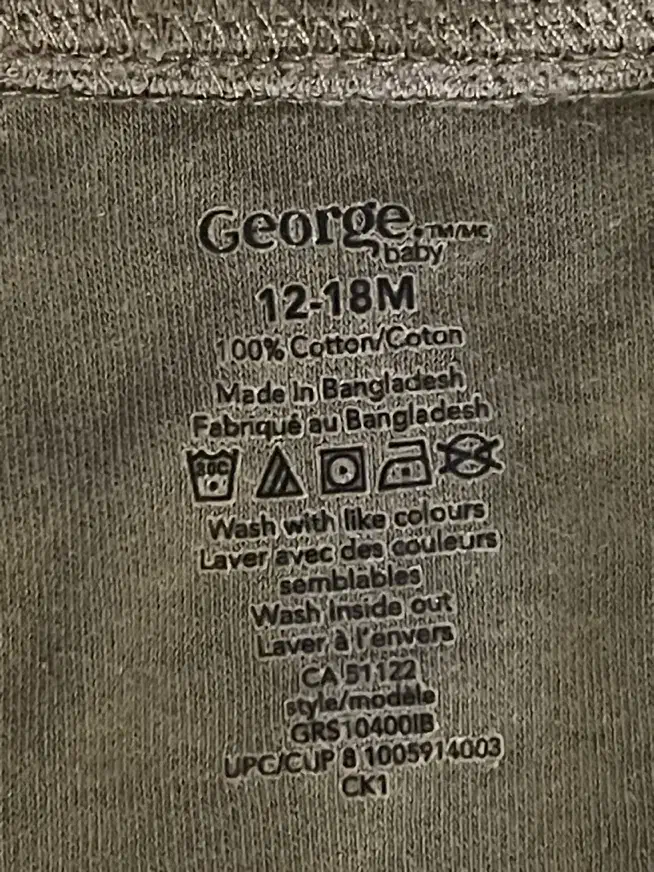 George.TM/MC
baby
12-18M
100% Cotton/Coton
Made In Bangladesh
Fabriqué au Bangladesh
30C
Wash with like colours
Laver avec des couleurs
semblables
Wash Inside out
Laver à l'envers
CA 51122
style/modèle
GRS10400IB
UPC/CUP 8 1005914003
CK1